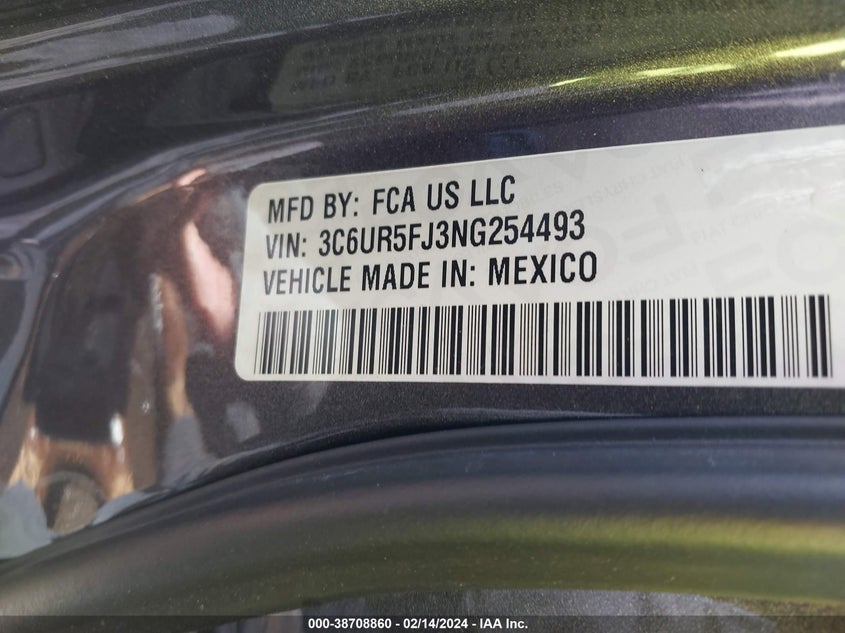 MFD BY: FCA US LLC
VIN: 3C6UR5FJ3NG254493
VEHICLE MADE IN: MEXICO
000-38708860 — 02/14/2024 — IAA Inc.